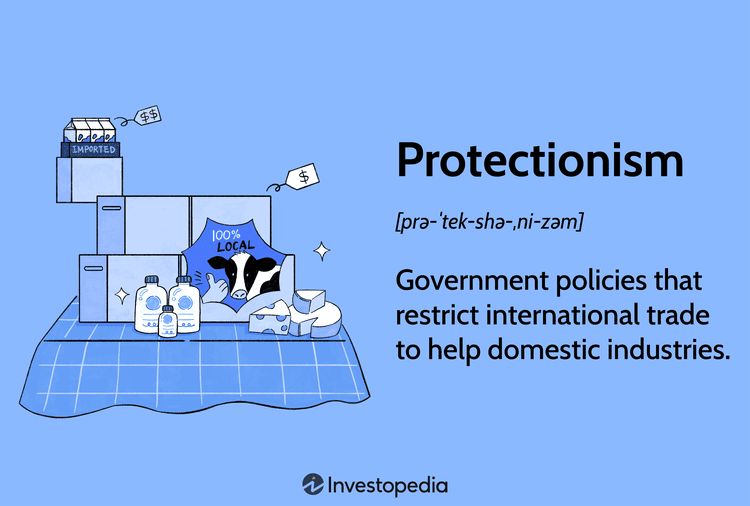 $$
IMPORTED
$
100%
LOCAL
Protectionism
[prə-ˈtek-shə-ˌni-zəm]
Government policies that
restrict international trade
to help domestic industries.
Investopedia